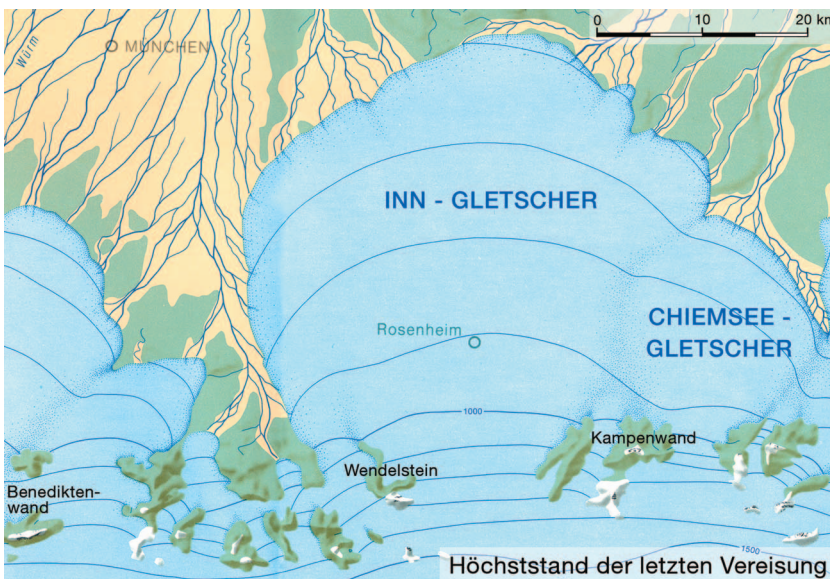 0 10 20 km
Würm
MÜNCHEN
INN - GLETSCHER
Rosenheim
CHIEMSEE -
GLETSCHER
1000
Kampenwand
Wendelstein
Benedikten-
wand
1500
Höchststand der letzten Vereisung